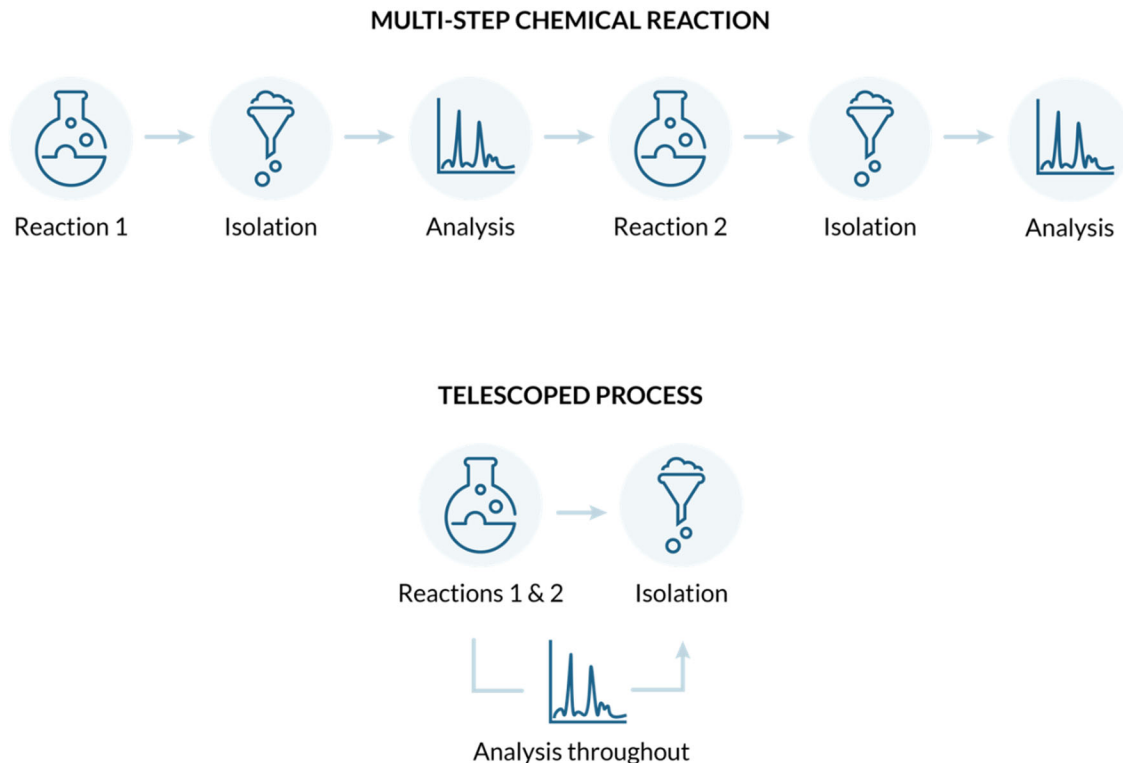 MULTI-STEP CHEMICAL REACTION
Reaction 1
Isolation
Analysis
Reaction 2
Isolation
Analysis
TELESCOPED PROCESS
Reactions 1 & 2
Isolation
Analysis throughout